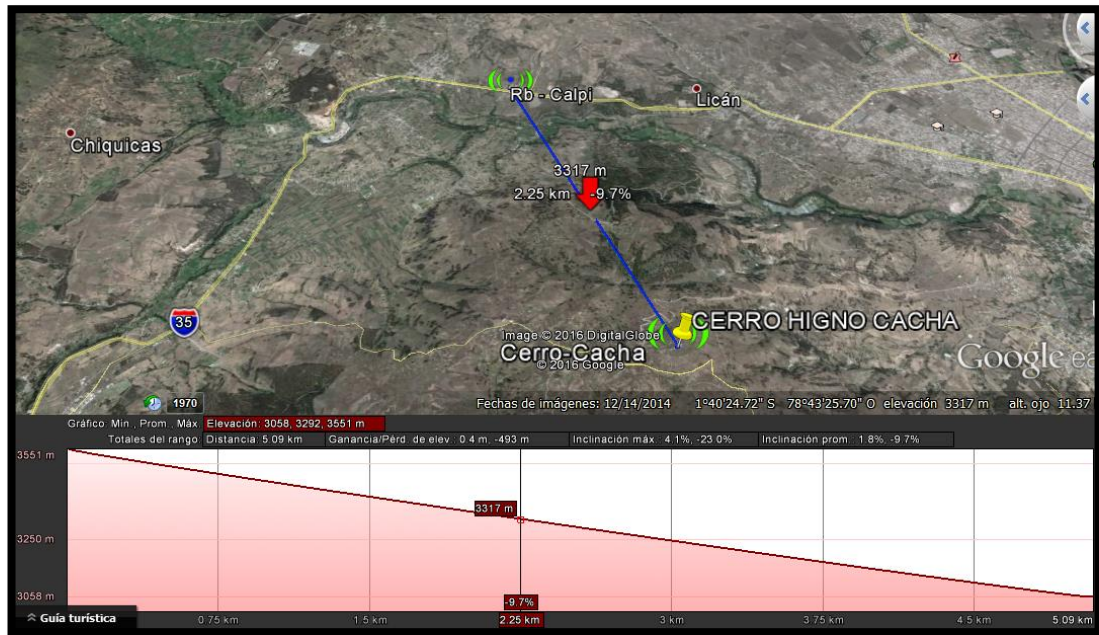 Rb - Calpi
Licán
Chiquicas
3317 m
2.25 km -9.7%
35
CERRO HIGNO CACHA
Image © 2016 DigitalGlobe
Cerro-Cacha
© 2016 Google
Google ea
1970
Fechas de imágenes: 12/14/2014 1°40'24.72" S 78°43'25.70" O elevación 3317 m alt. ojo 11.37
Gráfico: Mín., Prom., Máx. Elevación: 3058, 3292, 3551 m
Totales del rango: Distancia: 5.09 km Ganancia/Pérd. de elev.: 0.4 m, -493 m Inclinación máx.: 4.1%, -23.0% Inclinación prom.: 1.8%, -9.7%
3551 m
3317 m
3250 m
3058 m
-9.7%
Guía turística
0.75 km 1.5 km 2.25 km 3 km 3.75 km 4.5 km 5.09 km